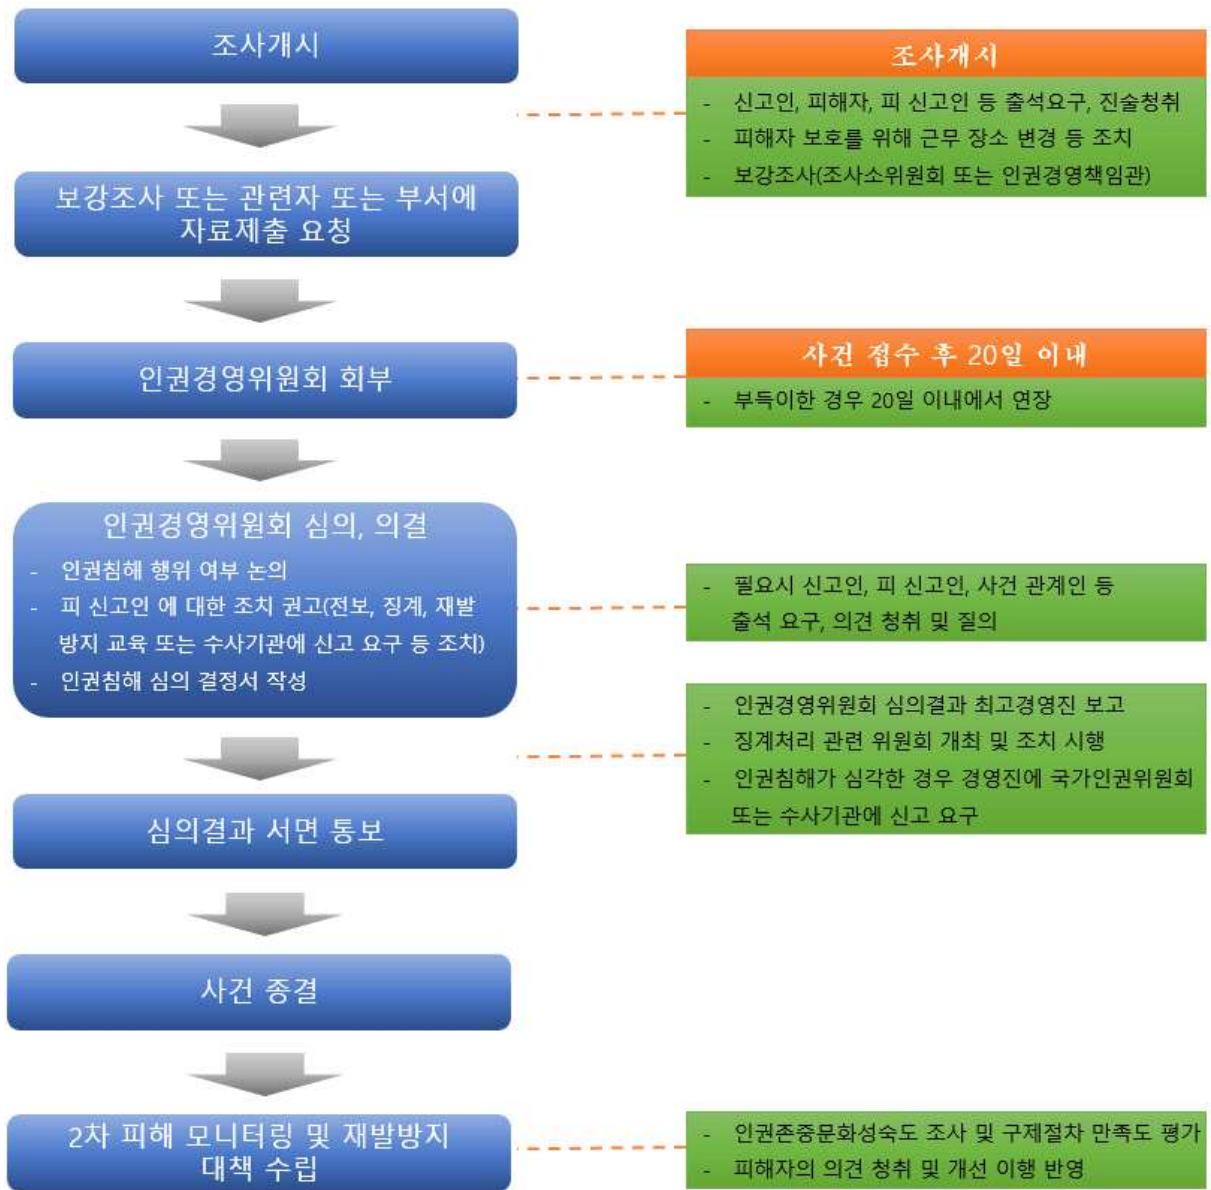 조사개시
조사개시
- 신고인, 피해자, 피 신고인 등 출석요구, 진술청취
- 피해자 보호를 위해 근무 장소 변경 등 조치
- 보강조사(조사소위원회 또는 인권경영책임관)
보강조사 또는 관련자 또는 부서에
자료제출 요청
인권경영위원회 회부
사건 접수 후 20일 이내
- 부득이한 경우 20일 이내에서 연장
인권경영위원회 심의, 의결
- 인권침해 행위 여부 논의
- 피 신고인 에 대한 조치 권고(전보, 징계, 재발
방지 교육 또는 수사기관에 신고 요구 등 조치)
- 인권침해 심의 결정서 작성
- 필요시 신고인, 피 신고인, 사건 관계인 등
출석 요구, 의견 청취 및 질의
- 인권경영위원회 심의결과 최고경영진 보고
- 징계처리 관련 위원회 개최 및 조치 시행
- 인권침해가 심각한 경우 경영진에 국가인권위원회
또는 수사기관에 신고 요구
심의결과 서면 통보
사건 종결
2차 피해 모니터링 및 재발방지
대책 수립
- 인권존중문화성숙도 조사 및 구제절차 만족도 평가
- 피해자의 의견 청취 및 개선 이행 반영